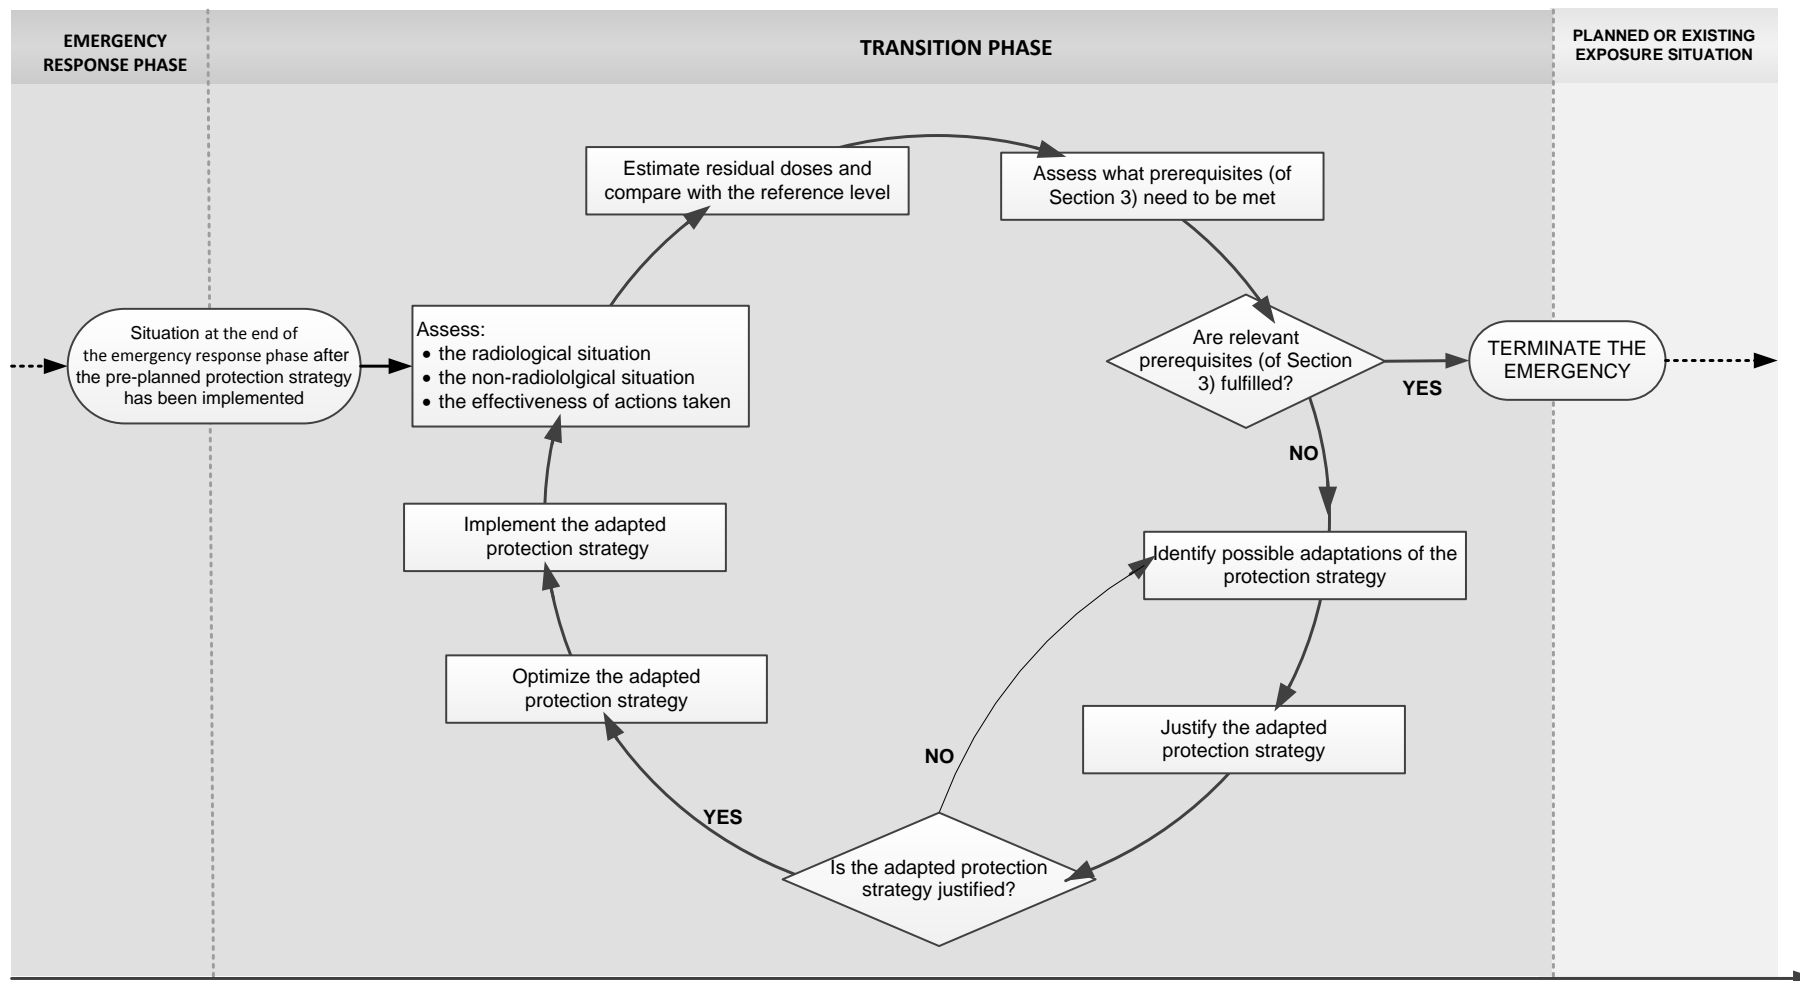 EMERGENCY
RESPONSE PHASE
TRANSITION PHASE
PLANNED OR EXISTING
EXPOSURE SITUATION
Estimate residual doses and
compare with the reference level
Assess what prerequisites (of
Section 3) need to be met
Situation at the end of
the emergency response phase after
the pre-planned protection strategy
has been implemented
Assess:
• the radiological situation
• the non-radiololgical situation
• the effectiveness of actions taken
Are relevant
prerequisites (of Section
3) fulfilled?
YES
TERMINATE THE
EMERGENCY
NO
Implement the adapted
protection strategy
Identify possible adaptations of the
protection strategy
Optimize the adapted
protection strategy
Justify the adapted
protection strategy
NO
YES
Is the adapted protection
strategy justified?